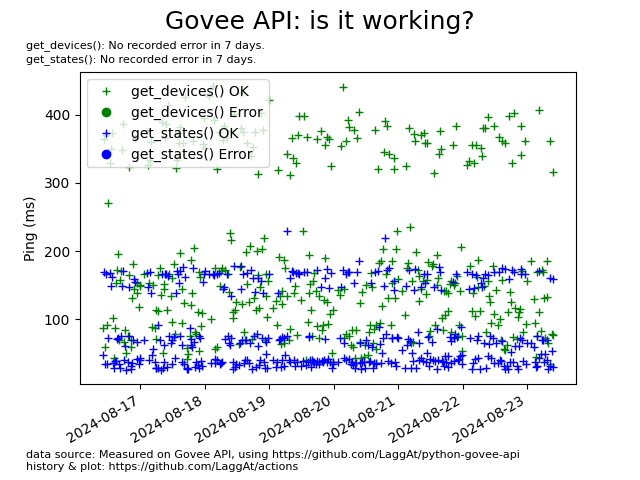 Govee API: is it working?
get_devices(): No recorded error in 7 days.
get_states(): No recorded error in 7 days.
get_devices() OK
get_devices() Error
get_states() OK
get_states() Error
Ping (ms)
400
300
200
100
2024-08-17
2024-08-18
2024-08-19
2024-08-20
2024-08-21
2024-08-22
2024-08-23
data source: Measured on Govee API, using https://github.com/LaggAt/python-govee-api
history & plot: https://github.com/LaggAt/actions